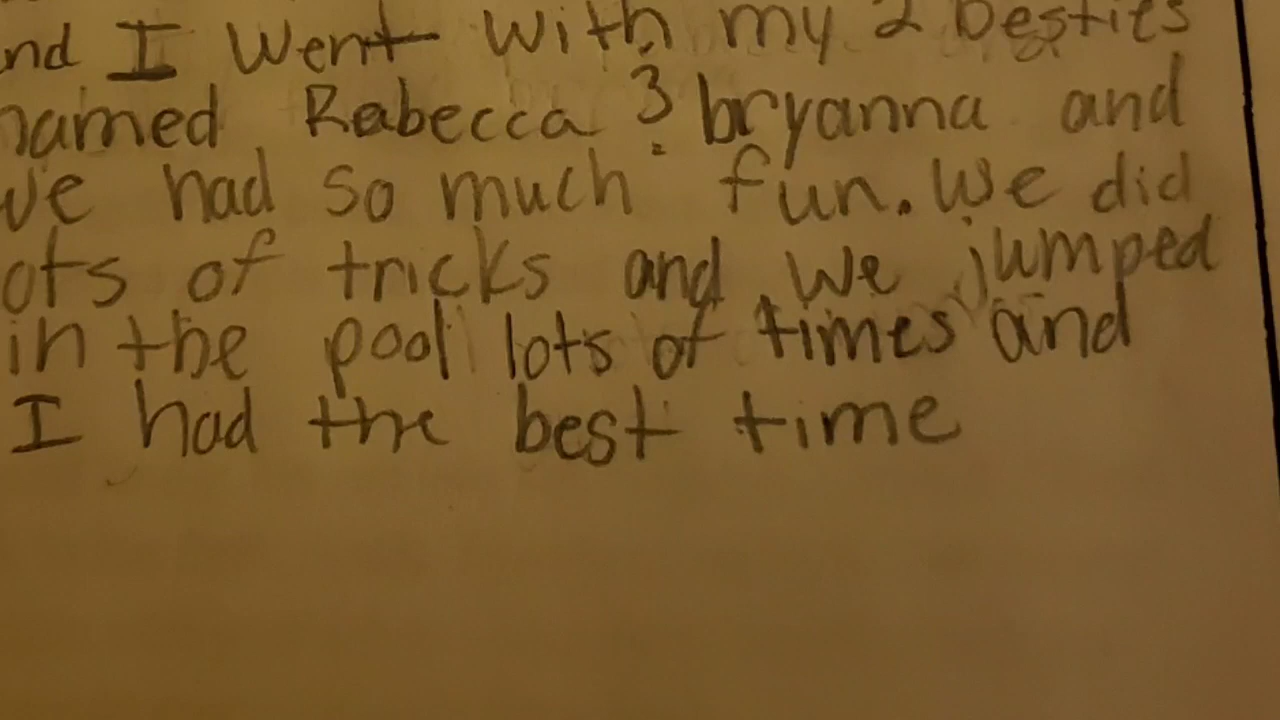 nd I went with my 2 besties
named Rebecca & bryanna and
we had so much fun. We did
ots of tricks and we jumped
in the pool lots of times and
I had the best time